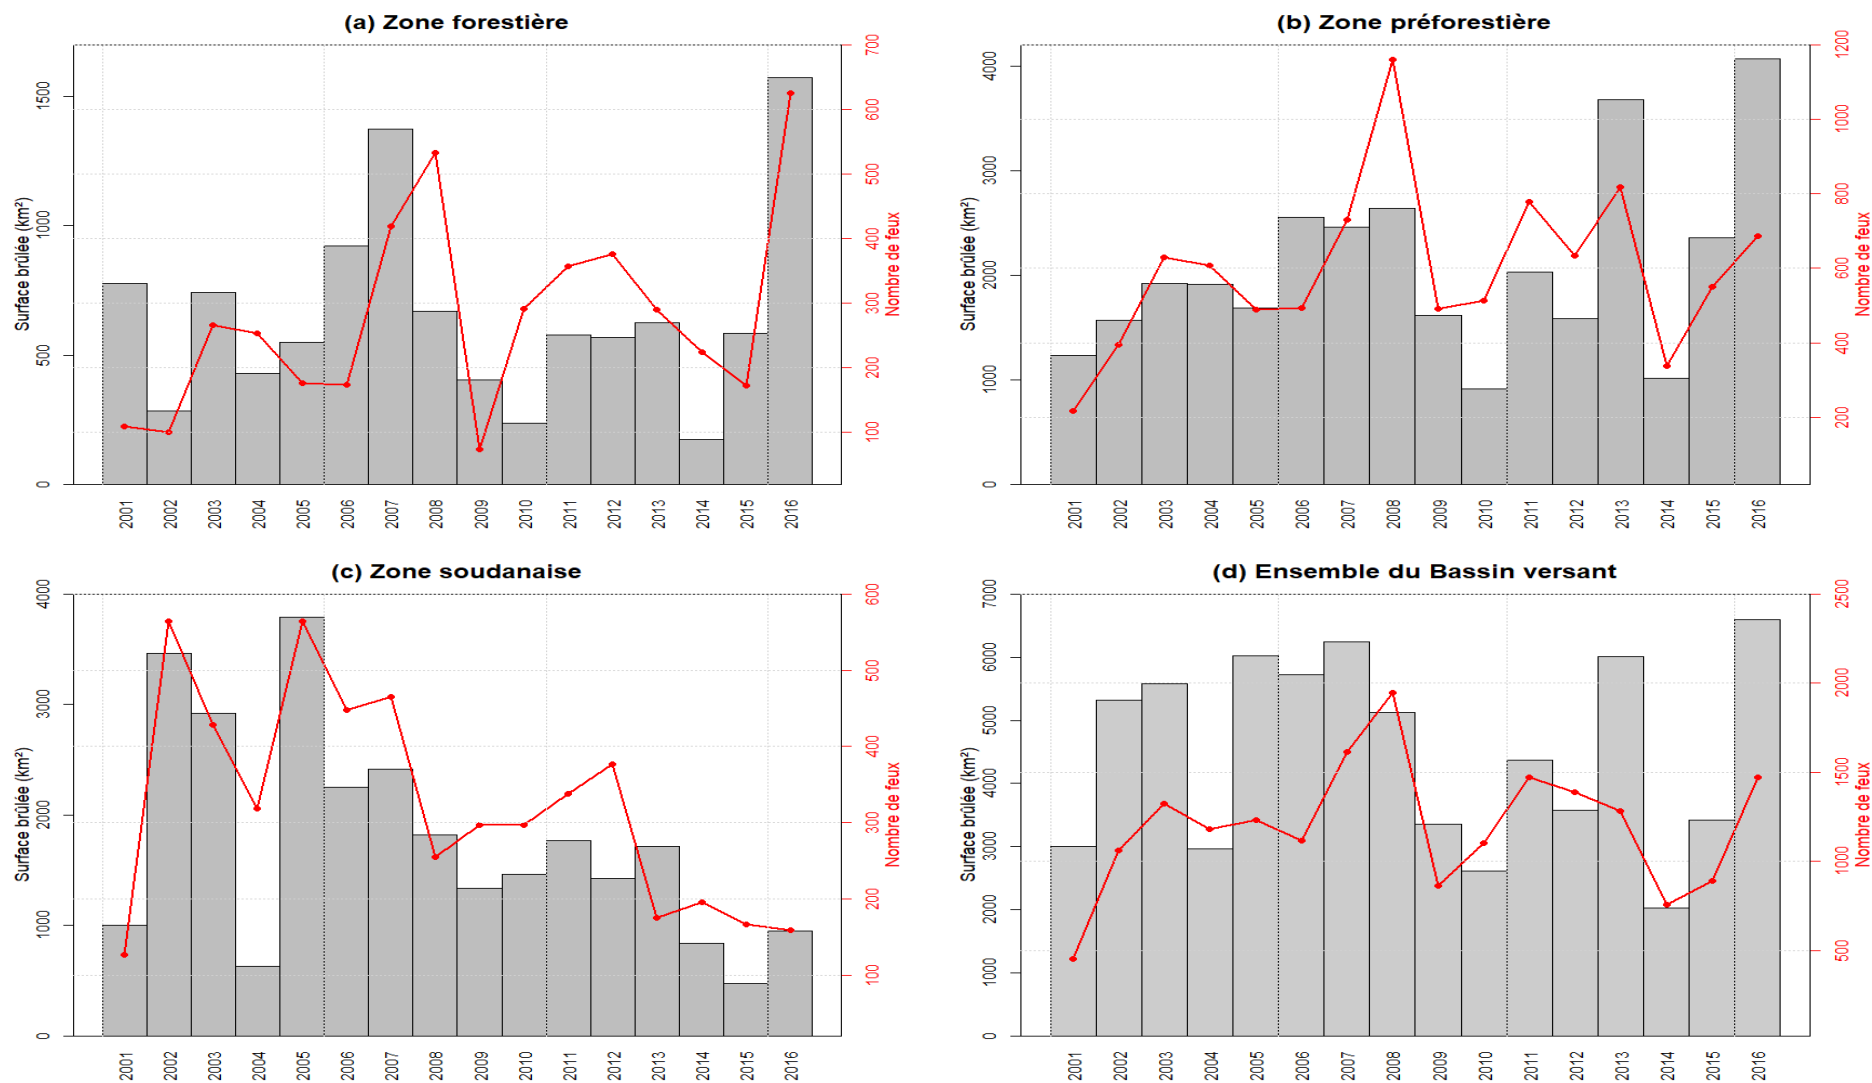 (a) Zone forestière
Surface brûlée (km²)
0 500 1000 1500
100 200 300 400 500 600 700
Nombre de feux
2001 2002 2003 2004 2005 2006 2007 2008 2009 2010 2011 2012 2013 2014 2015 2016
(b) Zone préforestière
Surface brûlée (km²)
0 1000 2000 3000 4000
200 400 600 800 1000 1200
Nombre de feux
2001 2002 2003 2004 2005 2006 2007 2008 2009 2010 2011 2012 2013 2014 2015 2016
(c) Zone soudanaise
Surface brûlée (km²)
0 1000 2000 3000 4000
100 200 300 400 500 600
Nombre de feux
2001 2002 2003 2004 2005 2006 2007 2008 2009 2010 2011 2012 2013 2014 2015 2016
(d) Ensemble du Bassin versant
Surface brûlée (km²)
0 1000 2000 3000 4000 5000 6000 7000
500 1000 1500 2000 2500
Nombre de feux
2001 2002 2003 2004 2005 2006 2007 2008 2009 2010 2011 2012 2013 2014 2015 2016